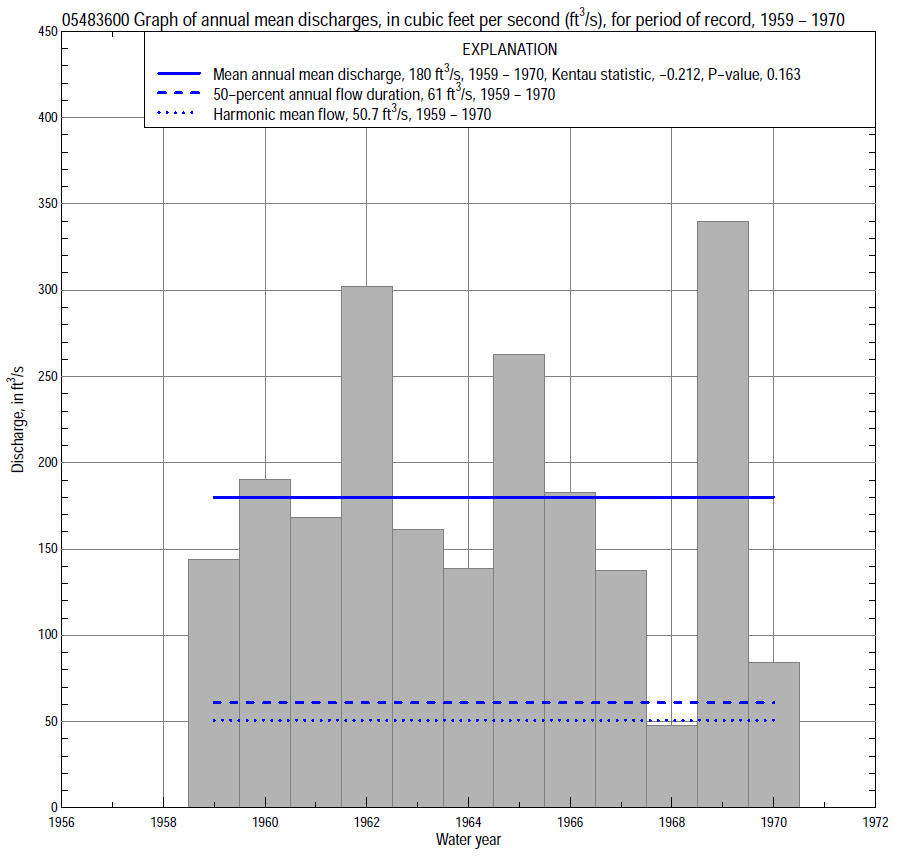 05483600 Graph of annual mean discharges, in cubic feet per second (ft³/s), for period of record, 1959 – 1970
EXPLANATION
Mean annual mean discharge, 180 ft³/s, 1959 – 1970, Kentau statistic, −0.212, P−value, 0.163
50−percent annual flow duration, 61 ft³/s, 1959 – 1970
Harmonic mean flow, 50.7 ft³/s, 1959 – 1970
450
400
350
300
250
200
150
100
50
0
Discharge, in ft³/s
1956 1958 1960 1962 1964 1966 1968 1970 1972
Water year